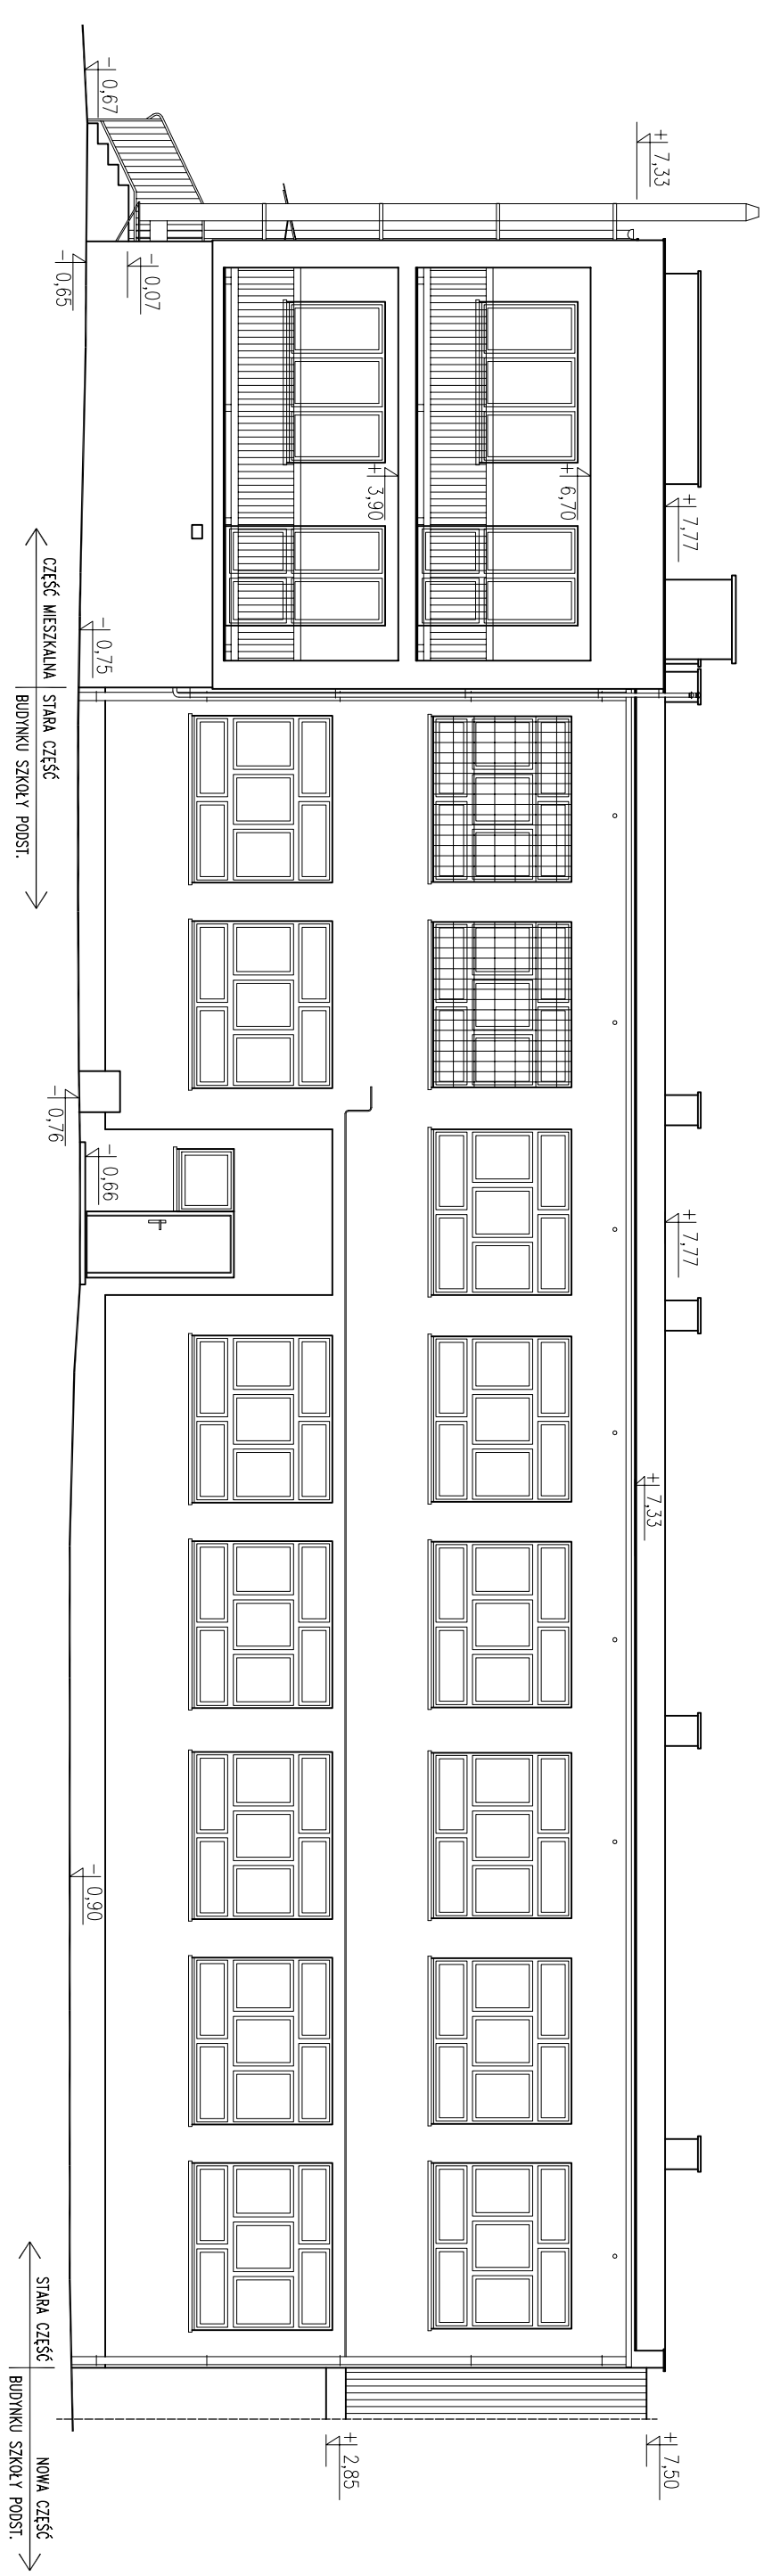 - 0,67
+ 7,33
- 0,65
- 0,07
+ 3,90
+ 6,70
+ 7,77
- 0,75
CZĘŚĆ MIESZKALNA
STARA CZĘŚĆ
BUDYNKU SZKOŁY PODST.
- 0,76
- 0,66
+ 7,77
+ 7,33
- 0,90
STARA CZĘŚĆ
NOWA CZĘŚĆ
BUDYNKU SZKOŁY PODST.
+ 2,85
+ 7,50